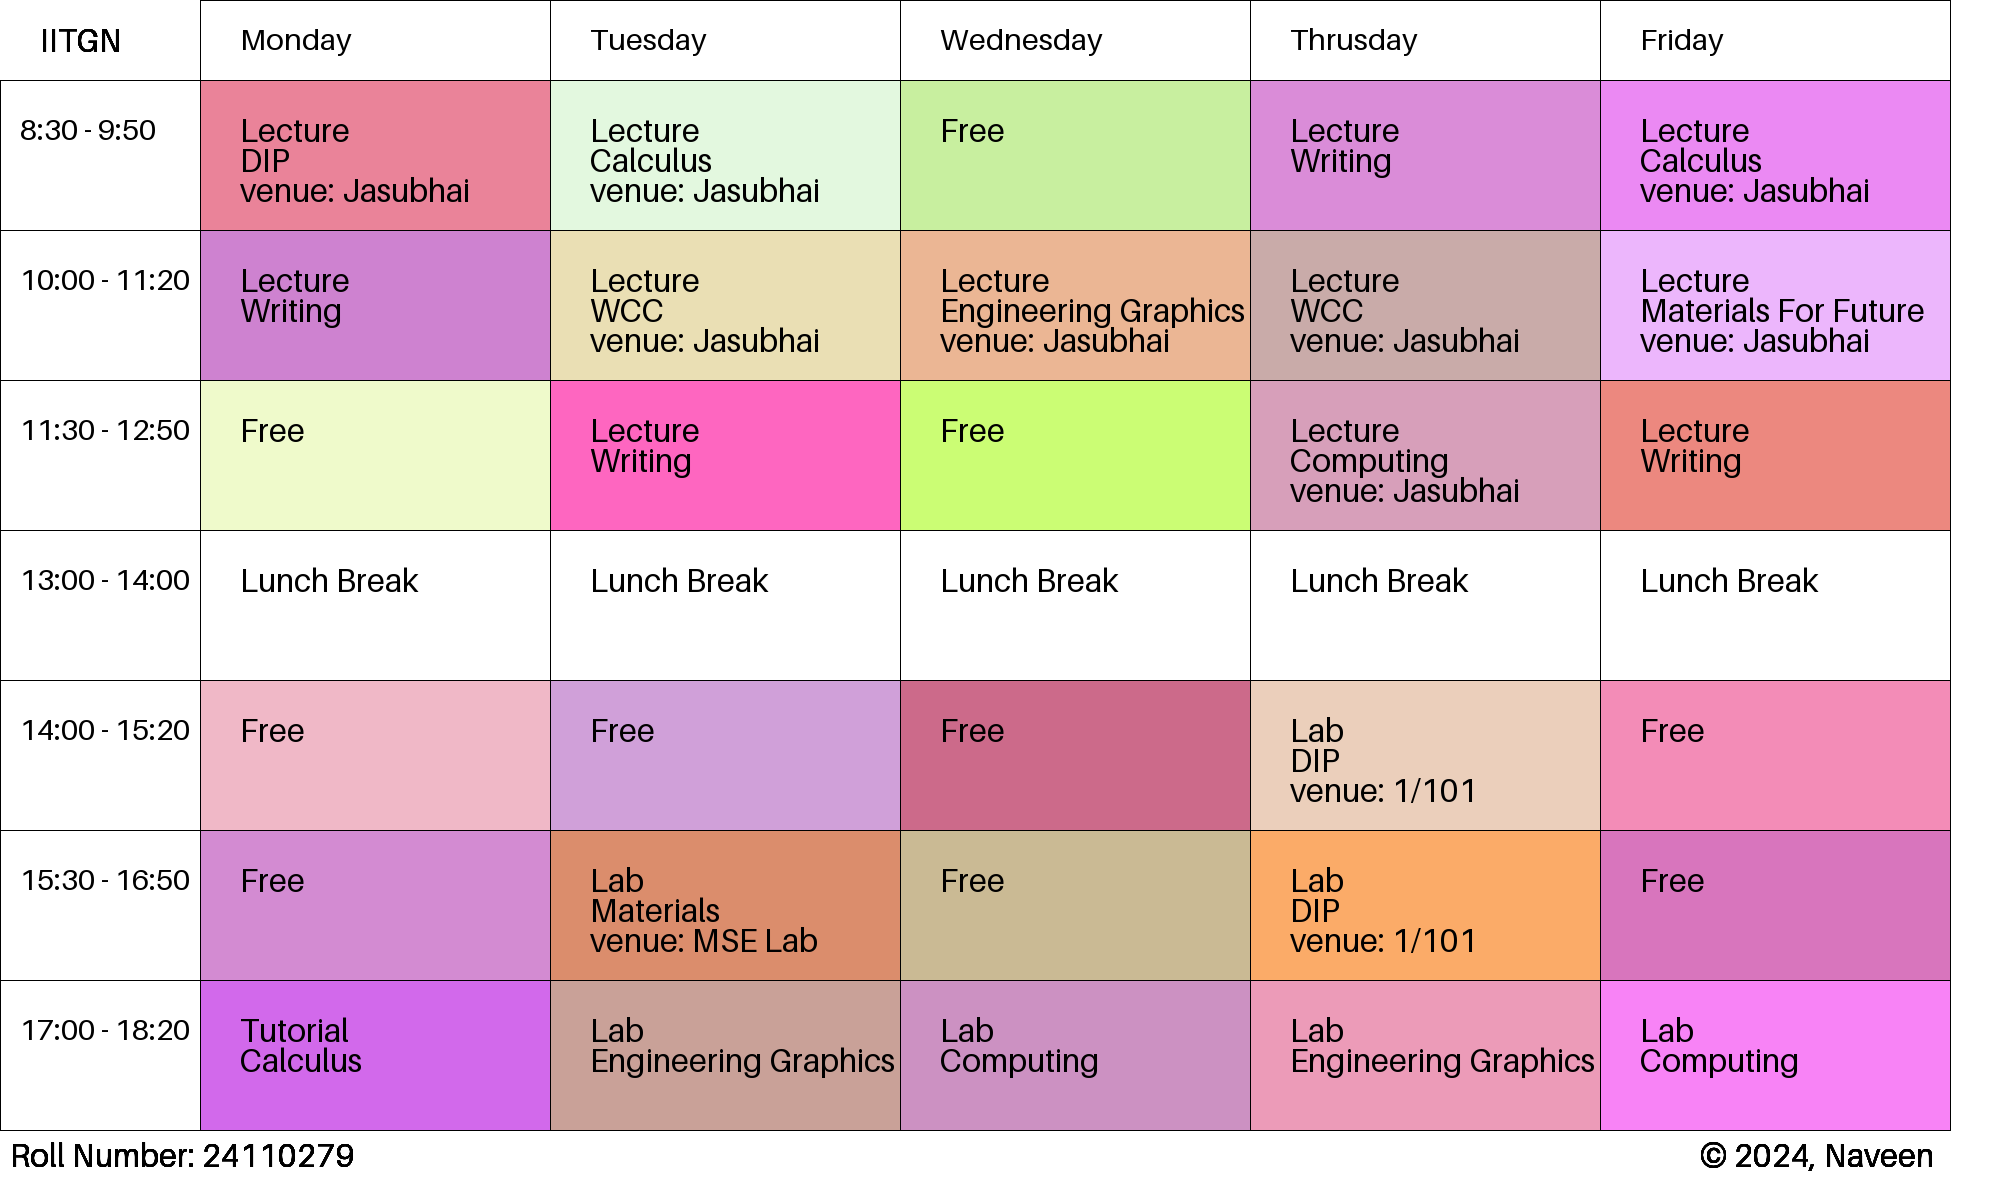 IITGN Monday Tuesday Wednesday Thrusday Friday
8:30 - 9:50
Lecture
DIP
venue: Jasubhai
Lecture
Calculus
venue: Jasubhai
Free
Lecture
Writing
Lecture
Calculus
venue: Jasubhai
10:00 - 11:20
Lecture
Writing
Lecture
WCC
venue: Jasubhai
Lecture
Engineering Graphics
venue: Jasubhai
Lecture
WCC
venue: Jasubhai
Lecture
Materials For Future
venue: Jasubhai
11:30 - 12:50
Free
Lecture
Writing
Free
Lecture
Computing
venue: Jasubhai
Lecture
Writing
13:00 - 14:00
Lunch Break
Lunch Break
Lunch Break
Lunch Break
Lunch Break
14:00 - 15:20
Free
Free
Free
Lab
DIP
venue: 1/101
Free
15:30 - 16:50
Free
Lab
Materials
venue: MSE Lab
Free
Lab
DIP
venue: 1/101
Free
17:00 - 18:20
Tutorial
Calculus
Lab
Engineering Graphics
Lab
Computing
Lab
Engineering Graphics
Lab
Computing
Roll Number: 24110279
© 2024, Naveen